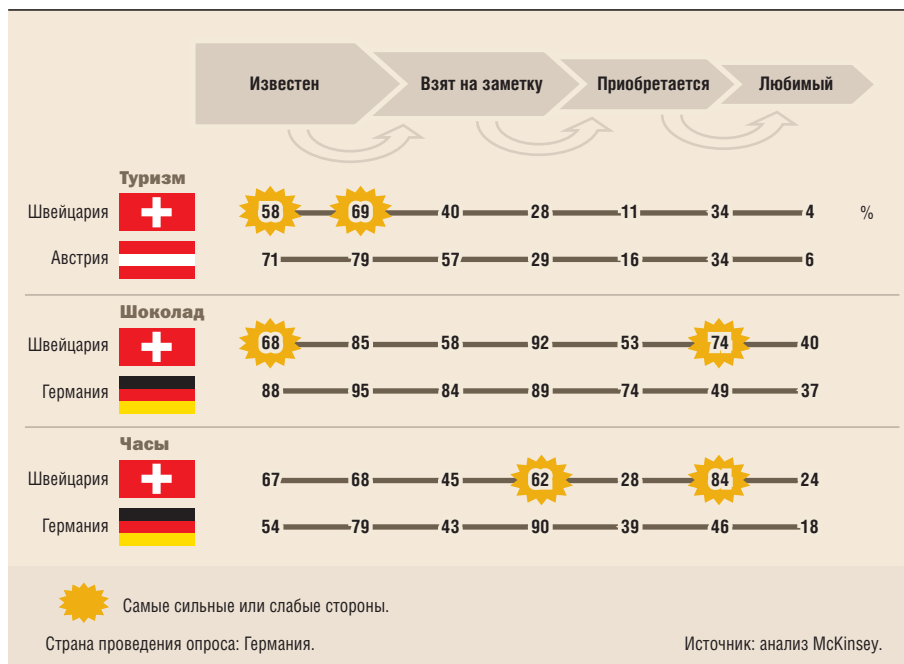 Известен Взят на заметку Приобретается Любимый
Туризм
Швейцария 58 69 40 28 11 34 4 %
Австрия 71 79 57 29 16 34 6
Шоколад
Швейцария 68 85 58 92 53 74 40
Германия 88 95 84 89 74 49 37
Часы
Швейцария 67 68 45 62 28 84 24
Германия 54 79 43 90 39 46 18
Самые сильные или слабые стороны.
Страна проведения опроса: Германия. Источник: анализ McKinsey.